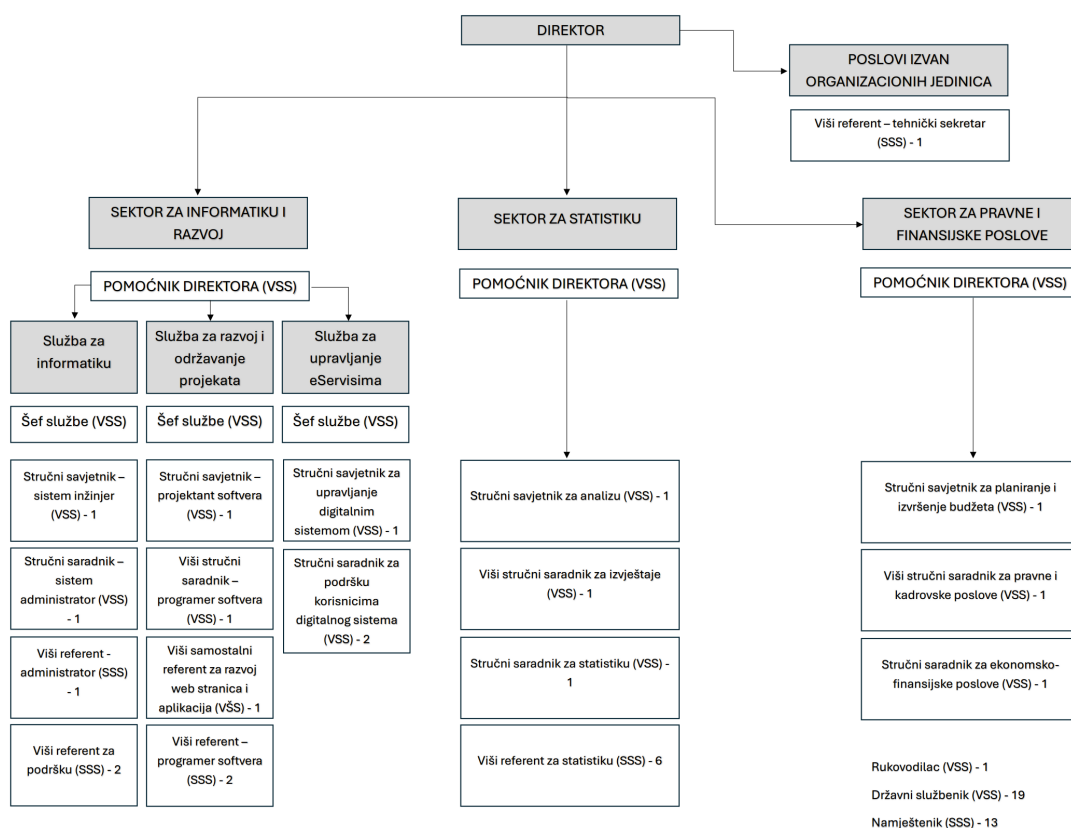 DIREKTOR
POSLOVI IZVAN
ORGANIZACIONIH JEDINICA
Viši referent – tehnički sekretar
(SSS) - 1
SEKTOR ZA INFORMATIKU I
RAZVOJ
SEKTOR ZA STATISTIKU
SEKTOR ZA PRAVNE I
FINANSIJSKE POSLOVE
POMOĆNIK DIREKTORA (VSS)
POMOĆNIK DIREKTORA (VSS)
POMOĆNIK DIREKTORA (VSS)
Služba za
informatiku
Služba za razvoj i
održavanje
projekata
Služba za
upravljanje
eServisima
Šef službe (VSS)
Šef službe (VSS)
Šef službe (VSS)
Stručni savjetnik –
sistem inžinjer
(VSS) - 1
Stručni savjetnik –
projektant softvera
(VSS) - 1
Stručni savjetnik za
upravljanje
digitalnim
sistemom (VSS) - 1
Stručni savjetnik za analizu (VSS) - 1
Stručni savjetnik za planiranje i
izvršenje budžeta (VSS) - 1
Stručni saradnik –
sistem
administrator (VSS)
- 1
Viši stručni
saradnik –
programer softvera
(VSS) - 1
Stručni saradnik za
podršku
korisnicima
digitalnog sistema
(VSS) - 2
Viši stručni saradnik za izvještaje
(VSS) - 1
Viši stručni saradnik za pravne i
kadrovske poslove (VSS) - 1
Viši referent -
administrator (SSS)
- 1
Viši samostalni
referent za razvoj
web stranica i
aplikacija (VŠS) - 1
Stručni saradnik za statistiku (VSS) -
1
Stručni saradnik za ekonomsko-
finansijske poslove (VSS) - 1
Viši referent za
podršku (SSS) - 2
Viši referent –
programer softvera
(SSS) - 2
Viši referent za statistiku (SSS) - 6
Rukovodilac (VSS) - 1
Državni službenik (VSS) - 19
Namještenik (SSS) - 13